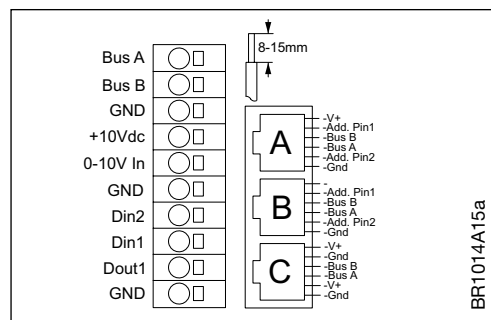 Bus A
Bus B
GND
+10Vdc
0-10V In
GND
Din2
Din1
Dout1
GND
8-15mm
A
-V+
-Add. Pin1
-Bus B
-Bus A
-Add. Pin2
-Gnd
B
-
-Add. Pin1
-Bus B
-Bus A
-Add. Pin2
-Gnd
C
-V+
-Gnd
-Bus B
-Bus A
-V+
-Gnd
BR1014A15a